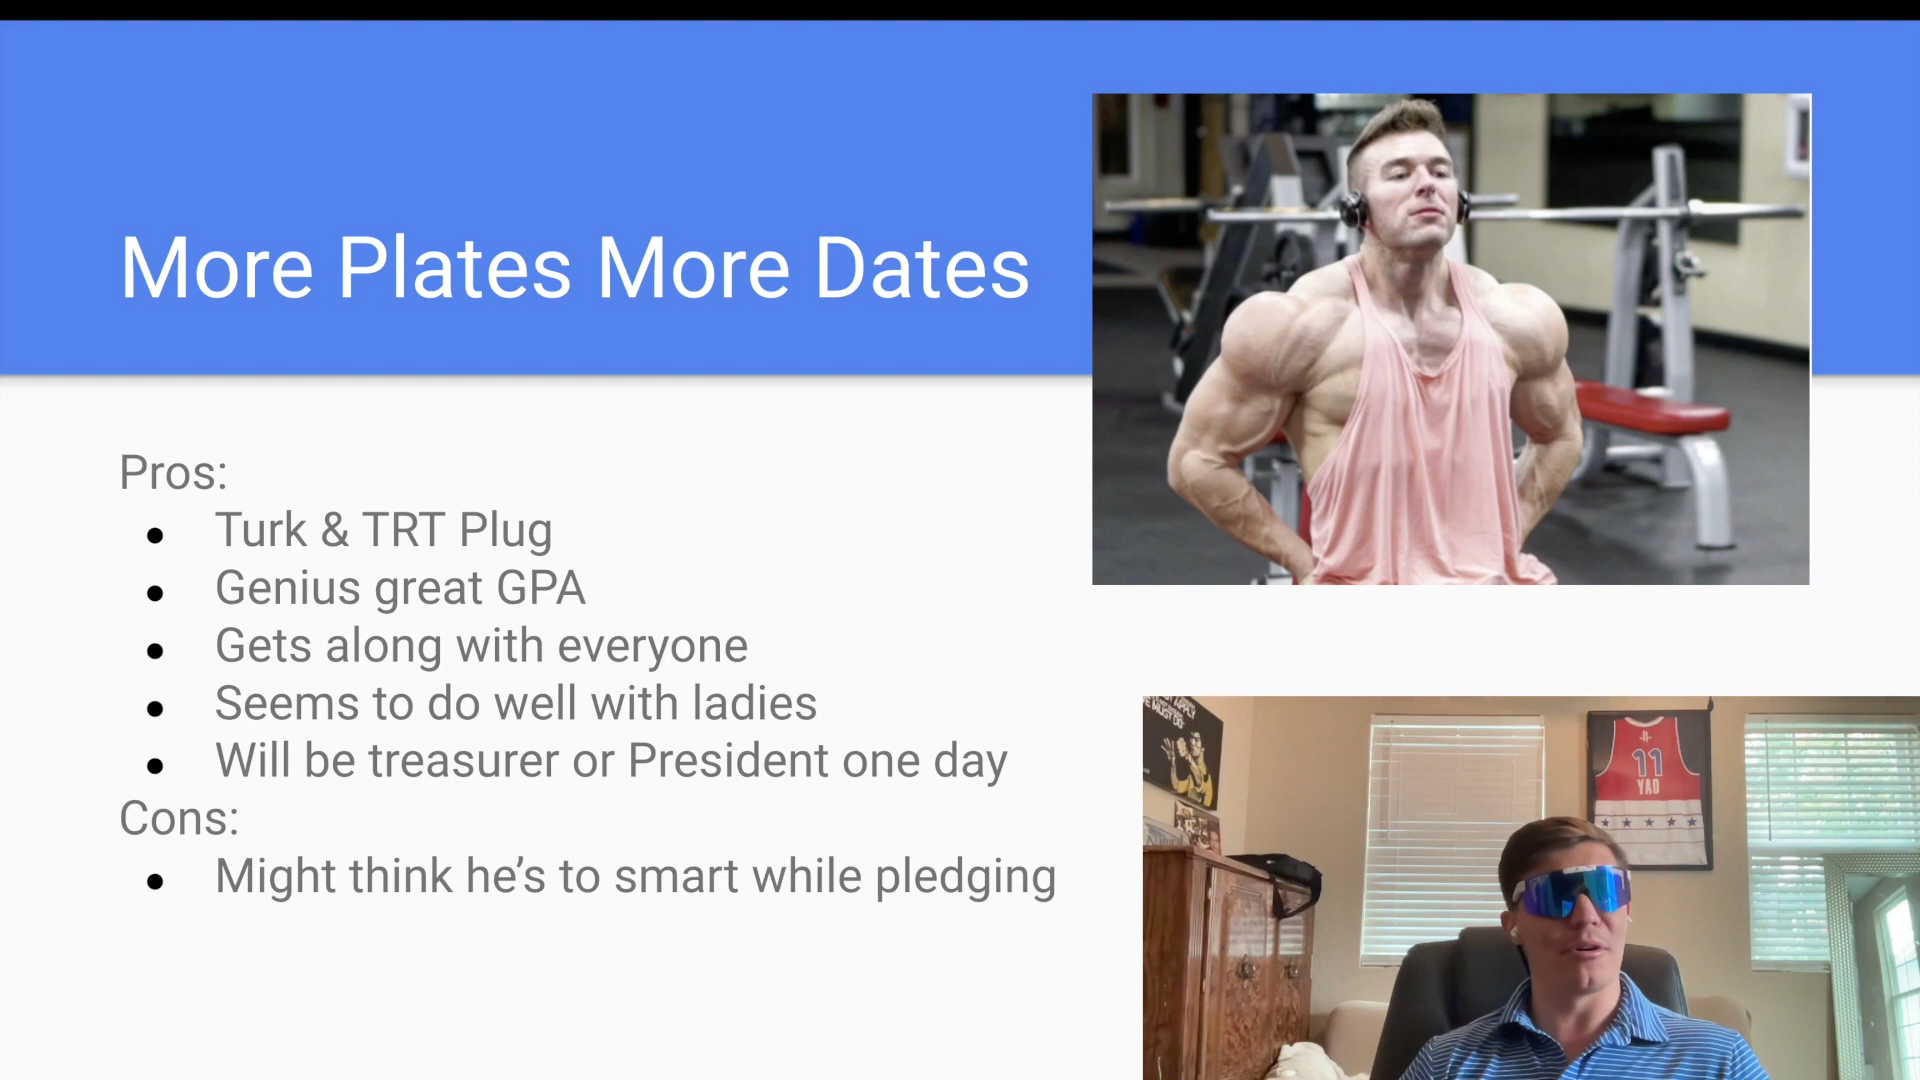 More Plates More Dates
Pros:
Turk & TRT Plug
Genius great GPA
Gets along with everyone
Seems to do well with ladies
Will be treasurer or President one day
Cons:
Might think he's to smart while pledging
MUST DO
11
YAO